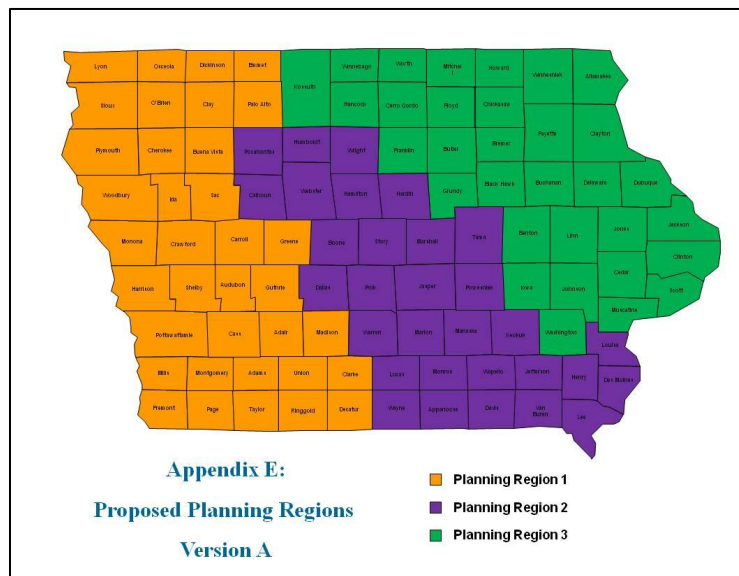 Lyon Osceola Dickinson Emmet Kossuth Winnebago Worth Mitchel
l Howard Winneshiek Allamakee
Sioux O'Brien Clay Palo Alto Hancock Cerro Gordo Floyd Chickasaw
Plymouth Cherokee Buena Vista Pocahontas Humboldt Wright Franklin Butler Bremer Fayette Clayton
Woodbury Ida Sac Calhoun Webster Hamilton Hardin Grundy Black Hawk Buchanan Delaware Dubuque
Monona Crawford Carroll Greene Boone Story Marshall Tama Benton Linn Jones Jackson
Clinton
Harrison Shelby Audubon Guthrie Dallas Polk Jasper Poweshiek Iowa Johnson Cedar Scott
Muscatine
Pottawattamie Cass Adair Madison Warren Marion Mahaska Keokuk Washington Louisa
Mills Montgomery Adams Union Clarke Lucas Monroe Wapello Jefferson Henry Des Moines
Fremont Page Taylor Ringgold Decatur Wayne Appanoose Davis Van
Buren Lee
Appendix E:
Proposed Planning Regions
Version A
Planning Region 1
Planning Region 2
Planning Region 3